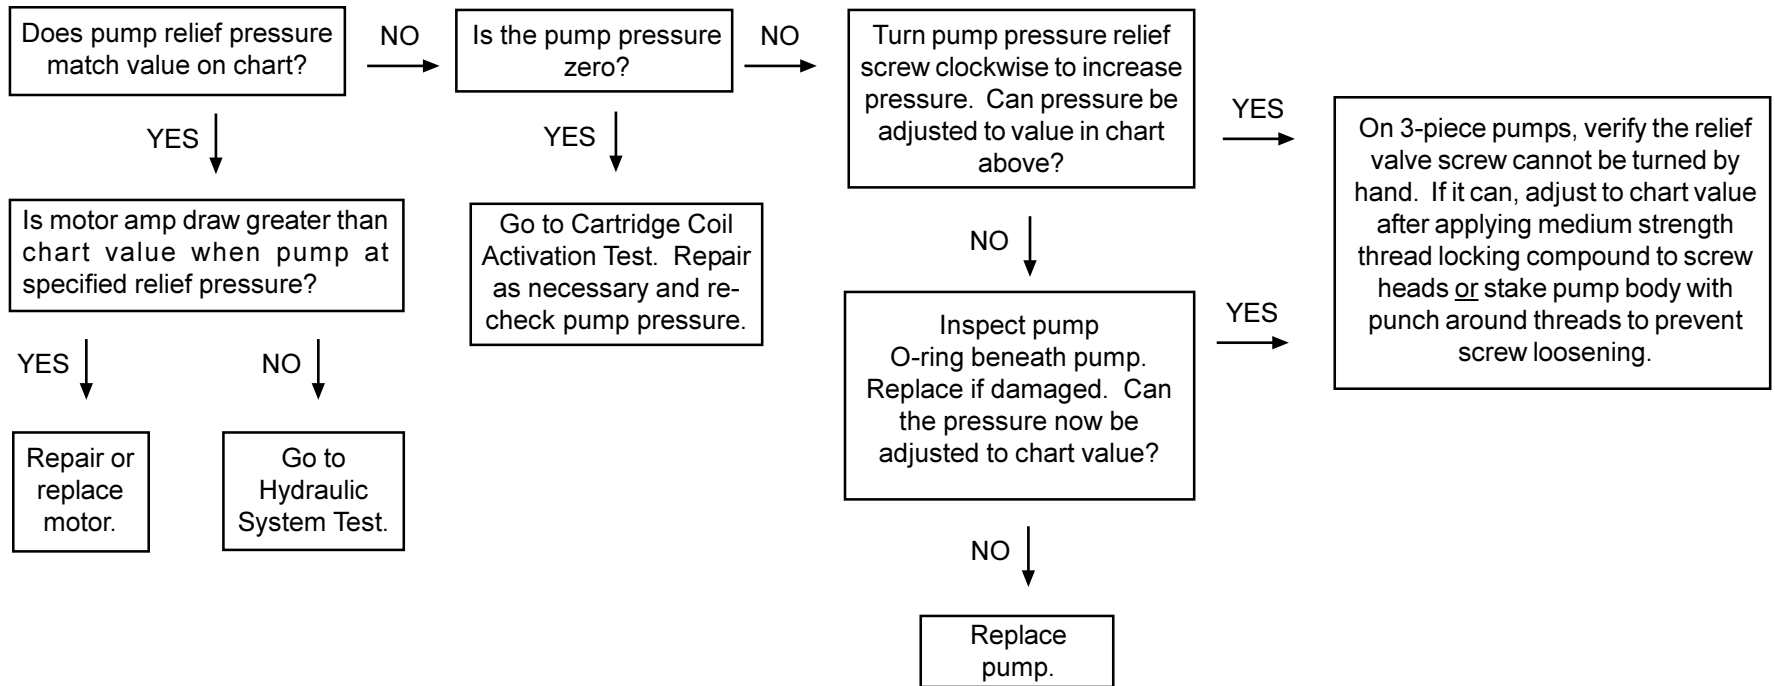 Does pump relief pressure
match value on chart?
NO
Is the pump pressure
zero?
NO
Turn pump pressure relief
screw clockwise to increase
pressure.  Can pressure be
adjusted to value in chart
above?
YES
On 3-piece pumps, verify the relief
valve screw cannot be turned by
hand.  If it can, adjust to chart value
after applying medium strength
thread locking compound to screw
heads or stake pump body with
punch around threads to prevent
screw loosening.
YES
Is motor amp draw greater than
chart value when pump at
specified relief pressure?
YES
Go to Cartridge Coil
Activation Test.  Repair
as necessary and re-
check pump pressure.
NO
Inspect pump
O-ring beneath pump.
Replace if damaged.  Can
the pressure now be
adjusted to chart value?
YES
YES
Repair or
replace
motor.
NO
Go to
Hydraulic
System Test.
NO
Replace
pump.